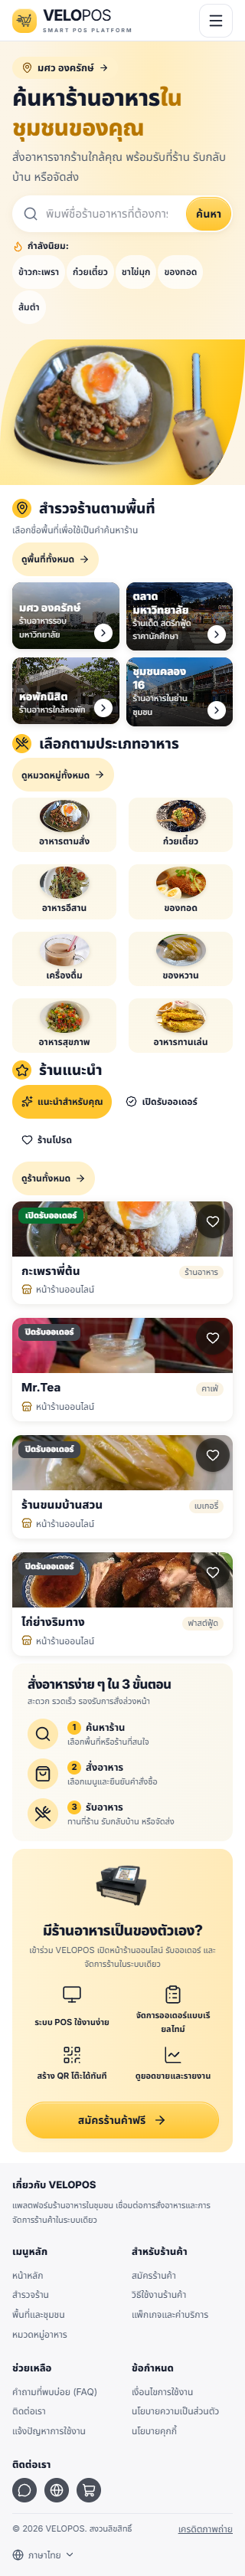 VELOPOS
SMART POS PLATFORM
มศว องครักษ์
ค้นหาร้านอาหารใน
ชุมชนของคุณ
สั่งอาหารจากร้านใกล้คุณ พร้อมรับที่ร้าน รับกลับ
บ้าน หรือจัดส่ง
พิมพ์ชื่อร้านอาหารที่ต้องกา
ค้นหา
กำลังนิยม:
ข้าวกะเพรา
ก๋วยเตี๋ยว
ชาไข่มุก
ของทอด
ส้มตำ
สำรวจร้านตามพื้นที่
เลือกชื่อพื้นที่เพื่อใช้เป็นคำค้นหาร้าน
ดูพื้นที่ทั้งหมด
มศว องครักษ์
ร้านอาหารรอบ
มหาวิทยาลัย
ตลาด
มหาวิทยาลัย
ร้านเด็ด สตรีทฟู้ด
ราคานักศึกษา
หอพักนิสิต
ร้านอาหารใกล้หอพัก
ชุมชนคลอง
16
ร้านอาหารในย่าน
ชุมชน
เลือกตามประเภทอาหาร
ดูหมวดหมู่ทั้งหมด
อาหารตามสั่ง
ก๋วยเตี๋ยว
อาหารอีสาน
ของทอด
เครื่องดื่ม
ของหวาน
อาหารสุขภาพ
อาหารทานเล่น
ร้านแนะนำ
แนะนำสำหรับคุณ
เปิดรับออเดอร์
ร้านโปรด
ดูร้านทั้งหมด
เปิดรับออเดอร์
กะเพราพี่ต้น
ร้านอาหาร
หน้าร้านออนไลน์
ปิดรับออเดอร์
Mr.Tea
คาเฟ่
หน้าร้านออนไลน์
ปิดรับออเดอร์
ร้านขนมบ้านสวน
เบเกอรี่
หน้าร้านออนไลน์
ปิดรับออเดอร์
ไก่ย่างริมทาง
ฟาสต์ฟู้ด
หน้าร้านออนไลน์
สั่งอาหารง่าย ๆ ใน 3 ขั้นตอน
สะดวก รวดเร็ว รองรับการสั่งล่วงหน้า
1 ค้นหาร้าน
เลือกพื้นที่หรือร้านที่สนใจ
2 สั่งอาหาร
เลือกเมนูและยืนยันคำสั่งซื้อ
3 รับอาหาร
ทานที่ร้าน รับกลับบ้าน หรือจัดส่ง
มีร้านอาหารเป็นของตัวเอง?
เข้าร่วม VELOPOS เปิดหน้าร้านออนไลน์ รับออเดอร์ และ
จัดการร้านในระบบเดียว
ระบบ POS ใช้งานง่าย
จัดการออเดอร์แบบเรี
ยลไทม์
สร้าง QR โต๊ะได้ทันที
ดูยอดขายและรายงาน
สมัครร้านค้าฟรี
เกี่ยวกับ VELOPOS
แพลตฟอร์มร้านอาหารในชุมชน เชื่อมต่อการสั่งอาหารและการ
จัดการร้านค้าในระบบเดียว
เมนูหลัก
หน้าหลัก
สำรวจร้าน
พื้นที่และชุมชน
หมวดหมู่อาหาร
สำหรับร้านค้า
สมัครร้านค้า
วิธีใช้งานร้านค้า
แพ็กเกจและค่าบริการ
ช่วยเหลือ
คำถามที่พบบ่อย (FAQ)
ติดต่อเรา
แจ้งปัญหาการใช้งาน
ข้อกำหนด
เงื่อนไขการใช้งาน
นโยบายความเป็นส่วนตัว
นโยบายคุกกี้
ติดต่อเรา
© 2026 VELOPOS. สงวนลิขสิทธิ์
เครดิตภาพถ่าย
ภาษาไทย